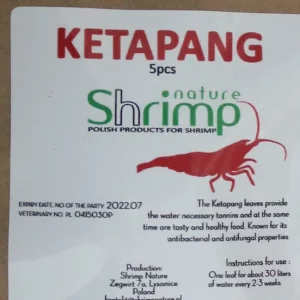 KETAPANG
5pcs
nature
Shrimp
POLISH PRODUCTS FOR SHRIMP
EXPIRY DATE, NO OF THE PARTY 2022.07
VETERINARY NO. PL 0415030P
The Ketapang leaves provide
the water necessary tannins and at the same
time are tasty and healthy food. Known for its
antibacterial and antifungal properties
Production:
Shrimp Nature
Zegwirt 7a, Lysomice
Poland
Instructions for use :
One leaf for about 30 liters
of water every 2-3 weeks